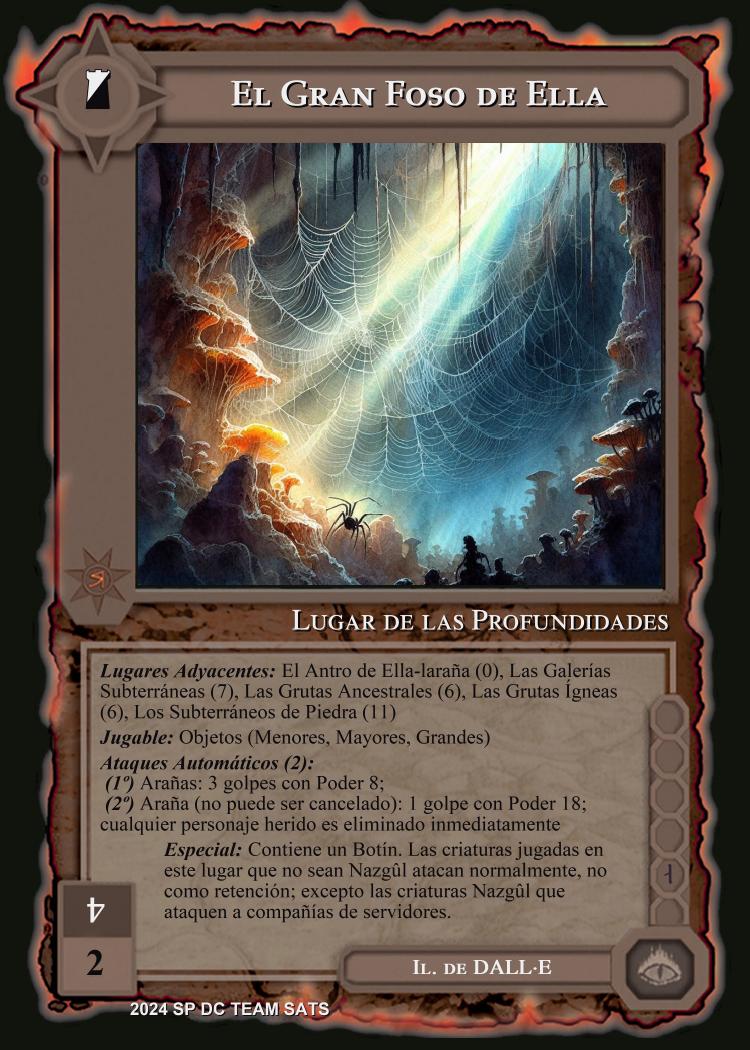 El Gran Foso de Ella
Lugar de las Profundidades
Lugares Adyacentes: El Antro de Ella-laraña (0), Las Galerías
Subterráneas (7), Las Grutas Ancestrales (6), Las Grutas Ígneas
(6), Los Subterráneos de Piedra (11)
Jugable: Objetos (Menores, Mayores, Grandes)
Ataques Automáticos (2):
(1º) Arañas: 3 golpes con Poder 8;
(2º) Araña (no puede ser cancelado): 1 golpe con Poder 18;
cualquier personaje herido es eliminado inmediatamente
Especial: Contiene un Botín. Las criaturas jugadas en
este lugar que no sean Nazgûl atacan normalmente, no
como retención; excepto las criaturas Nazgûl que
ataquen a compañías de servidores.
4
2
Il. de DALL·E
2024 SP DC TEAM SATS